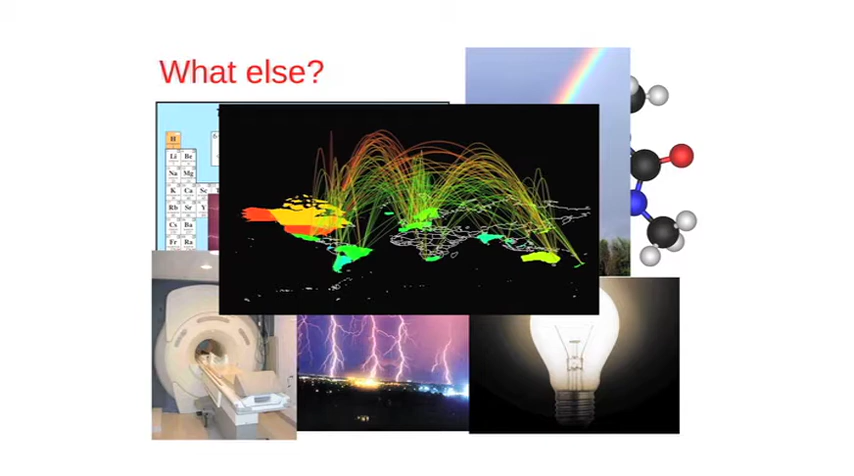 What else?
H
Li Be
Na Mg
K Ca Sc
Rb Sr Y
Cs Ba
Fr Ra